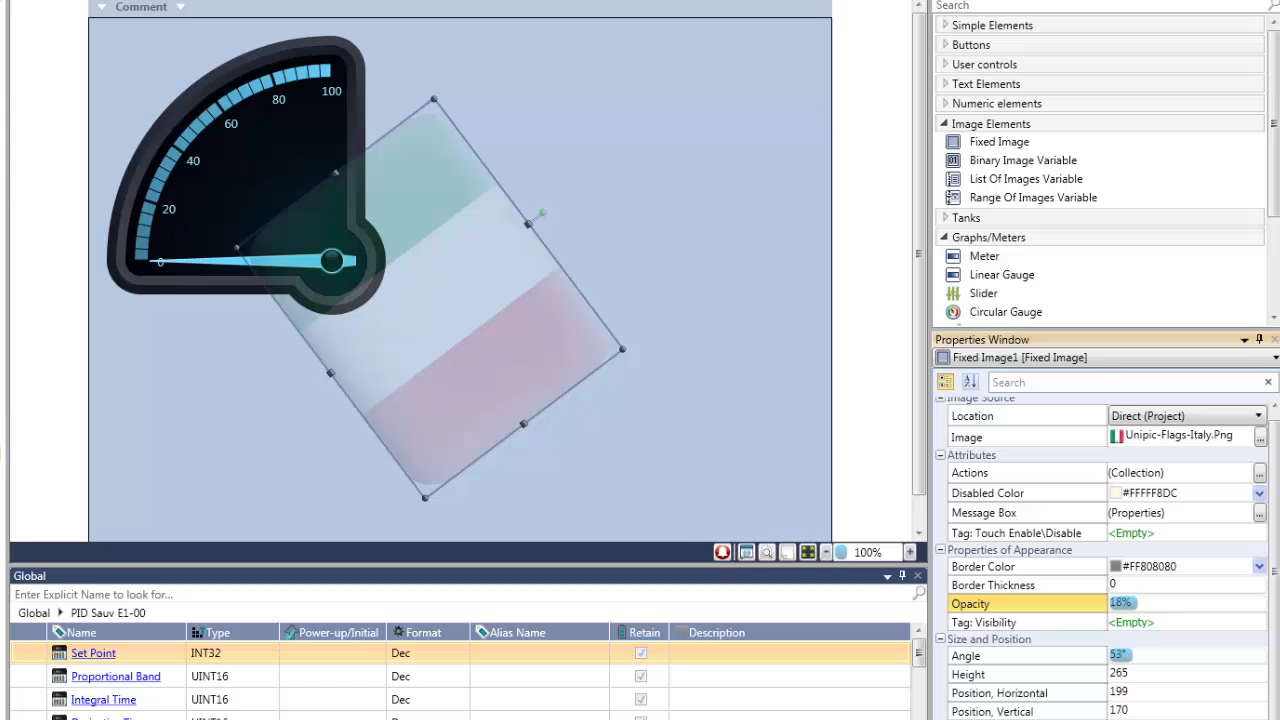 Comment
100
80
60
40
20
0
100%
Search
Simple Elements
Buttons
User controls
Text Elements
Numeric elements
Image Elements
Fixed Image
Binary Image Variable
List Of Images Variable
Range Of Images Variable
Tanks
Graphs/Meters
Meter
Linear Gauge
Slider
Circular Gauge
Properties Window
Fixed Image1 [Fixed Image]
Search
Image Source
Location Direct (Project)
Image Unipic-Flags-Italy.Png
Attributes
Actions (Collection)
Disabled Color #FFFFF8DC
Message Box (Properties)
Tag: Touch Enable\Disable <Empty>
Properties of Appearance
Border Color #FF808080
Border Thickness 0
Opacity 18%
Tag: Visibility <Empty>
Size and Position
Angle 53°
Height 265
Position, Horizontal 199
Position, Vertical 170
Global
Enter Explicit Name to look for...
Global PID Sauv E1-00
Name Type Power-up/Initial Format Alias Name Retain Description
Set Point INT32 Dec
Proportional Band UINT16 Dec
Integral Time UINT16 Dec